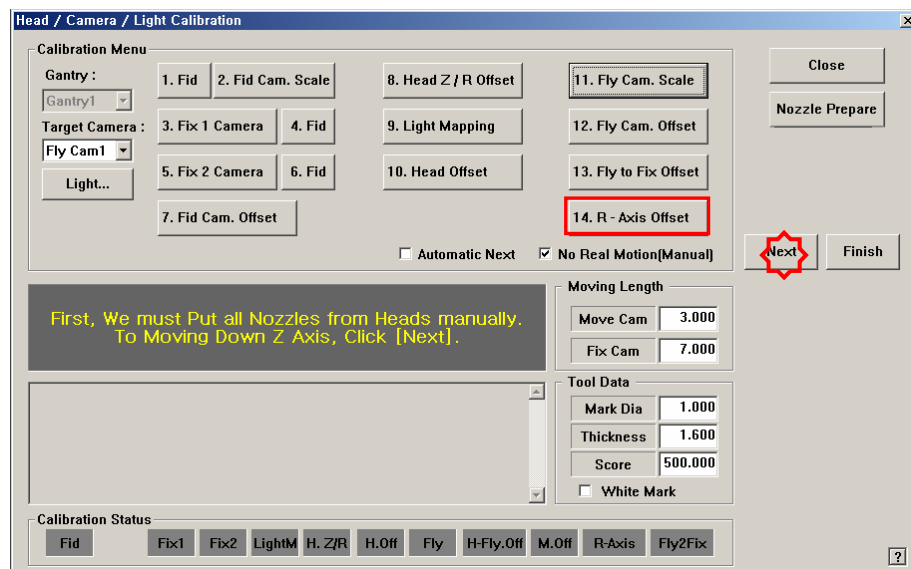 Head / Camera / Light Calibration
x
Calibration Menu
Gantry :
Gantry1
Target Camera :
Fly Cam1
Light...
1. Fid
2. Fid Cam. Scale
3. Fix 1 Camera
4. Fid
5. Fix 2 Camera
6. Fid
7. Fid Cam. Offset
8. Head Z / R Offset
9. Light Mapping
10. Head Offset
11. Fly Cam. Scale
12. Fly Cam. Offset
13. Fly to Fix Offset
14. R - Axis Offset
Automatic Next
No Real Motion(Manual)
Close
Nozzle Prepare
Next
Finish
First, We must Put all Nozzles from Heads manually.
To Moving Down Z Axis, Click [Next].
Moving Length
Move Cam 3.000
Fix Cam 7.000
Tool Data
Mark Dia 1.000
Thickness 1.600
Score 500.000
White Mark
Calibration Status
Fid Fix1 Fix2 LightM H. Z/R H.Off Fly H-Fly.Off M.Off R-Axis Fly2Fix
?